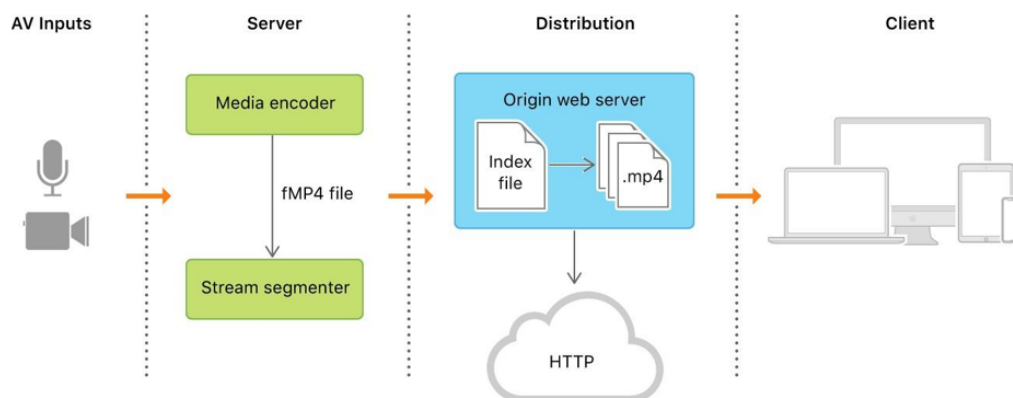 AV Inputs
Server
Distribution
Client
Media encoder
fMP4 file
Stream segmenter
Origin web server
Index
file
.mp4
HTTP